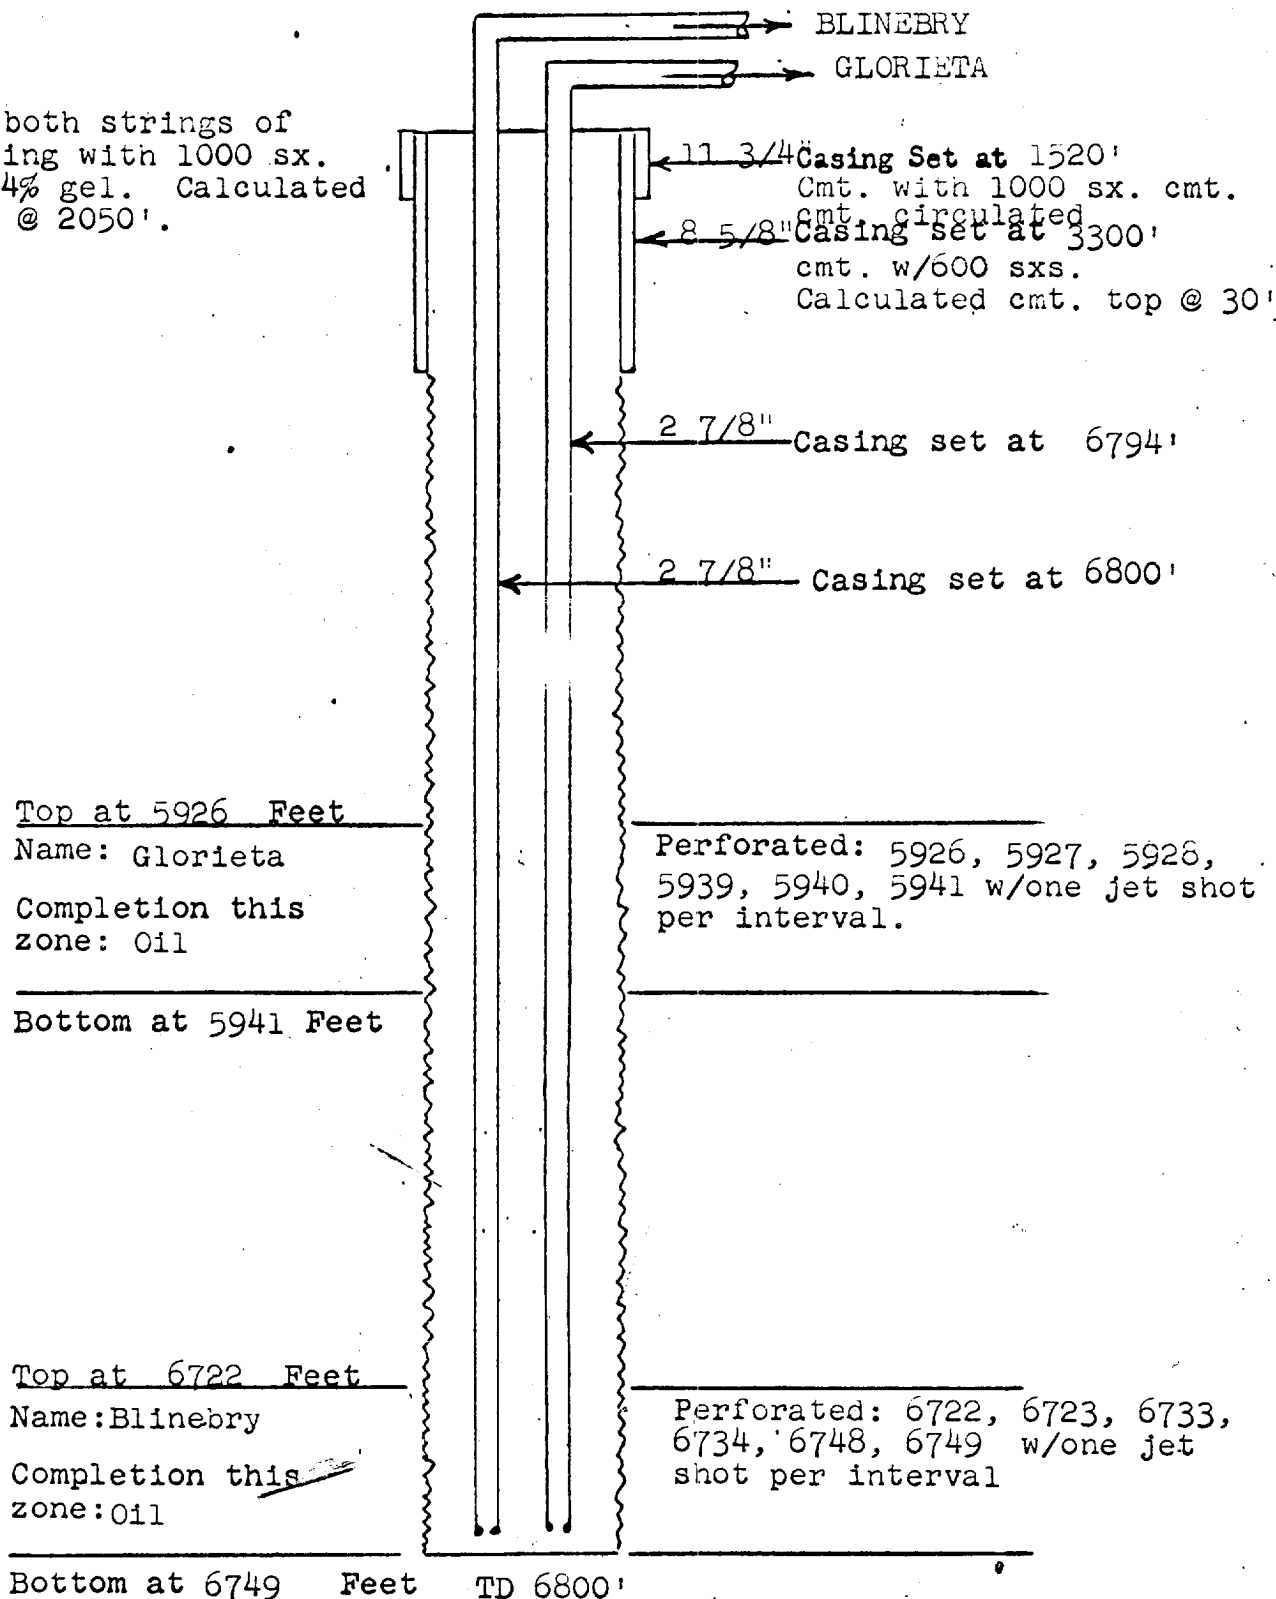 BLINEBRY
GLORIETA
both strings of
ing with 1000 sx.
4% gel. Calculated
@ 2050'.
11 3/4 Casing Set at 1520'
Cmt. with 1000 sx. cmt.
cmt. circulated
8 5/8" Casing set at 3300'
cmt. w/600 sxs.
Calculated cmt. top @ 30'
2 7/8" Casing set at 6794'
2 7/8" Casing set at 6800'
Top at 5926 Feet
Name: Glorieta
Completion this
zone: Oil
Bottom at 5941 Feet
Perforated: 5926, 5927, 5928,
5939, 5940, 5941 w/one jet shot
per interval.
Top at 6722 Feet
Name: Blinebry
Completion this
zone: Oil
Perforated: 6722, 6723, 6733,
6734, 6748, 6749 w/one jet
shot per interval
Bottom at 6749 Feet
TD 6800'